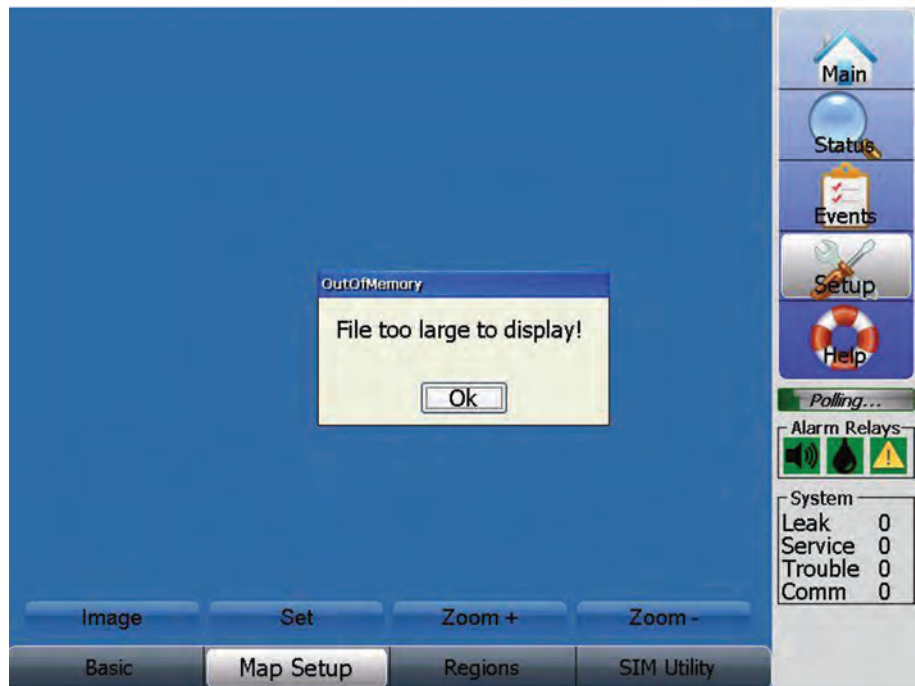 Main
Status
Events
Setup
Help
OutOfMemory
File too large to display!
Ok
Polling...
Alarm Relays
System
Leak 0
Service 0
Trouble 0
Comm 0
Image Set Zoom + Zoom -
Basic Map Setup Regions SIM Utility